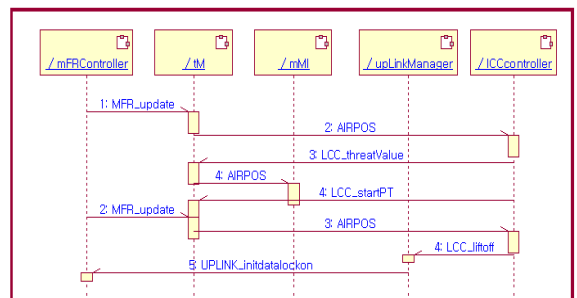 / mFRController
/ tM
/ mMI
/ upLinkManager
/ ICCcontroller
1: MFR_update
2: AIRPOS
3: LCC_threatValue
4: AIRPOS
4: LCC_startPT
2: MFR_update
3: AIRPOS
4: LCC_liftoff
5: UPLINK_initdatalockon